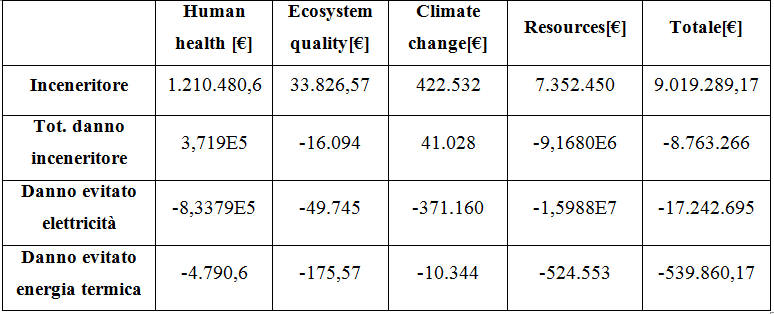 Human health [€] Ecosystem quality[€] Climate change[€] Resources[€] Totale[€]
Inceneritore 1.210.480,6 33.826,57 422.532 7.352.450 9.019.289,17
Tot. danno inceneritore 3,719E5 -16.094 41.028 -9,1680E6 -8.763.266
Danno evitato elettricità -8,3379E5 -49.745 -371.160 -1,5988E7 -17.242.695
Danno evitato energia termica -4.790,6 -175,57 -10.344 -524.553 -539.860,17